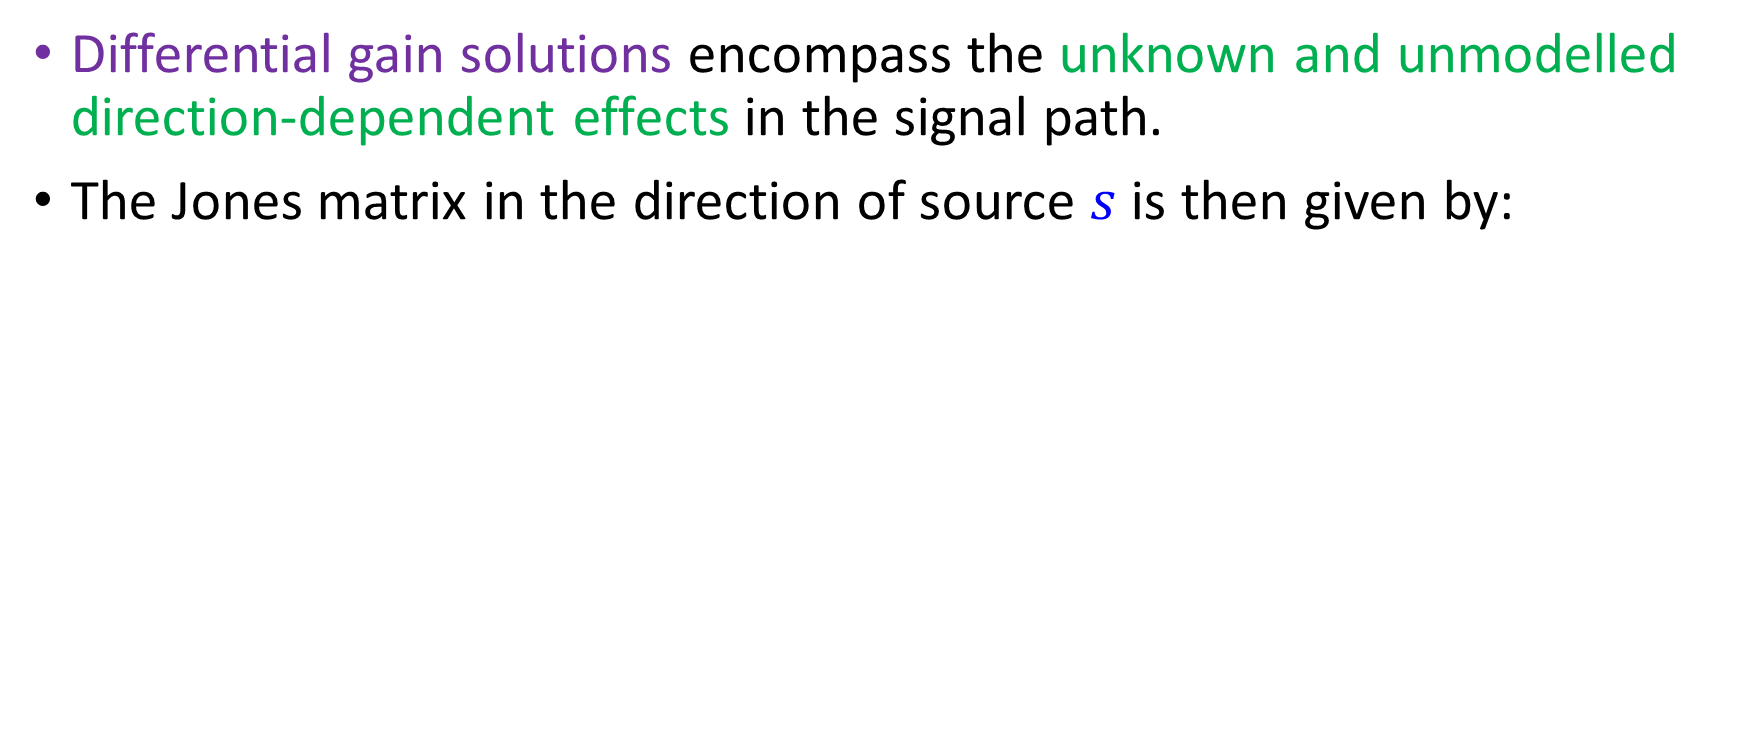 • Differential gain solutions encompass the unknown and unmodelled
direction-dependent effects in the signal path.
• The Jones matrix in the direction of source s is then given by: